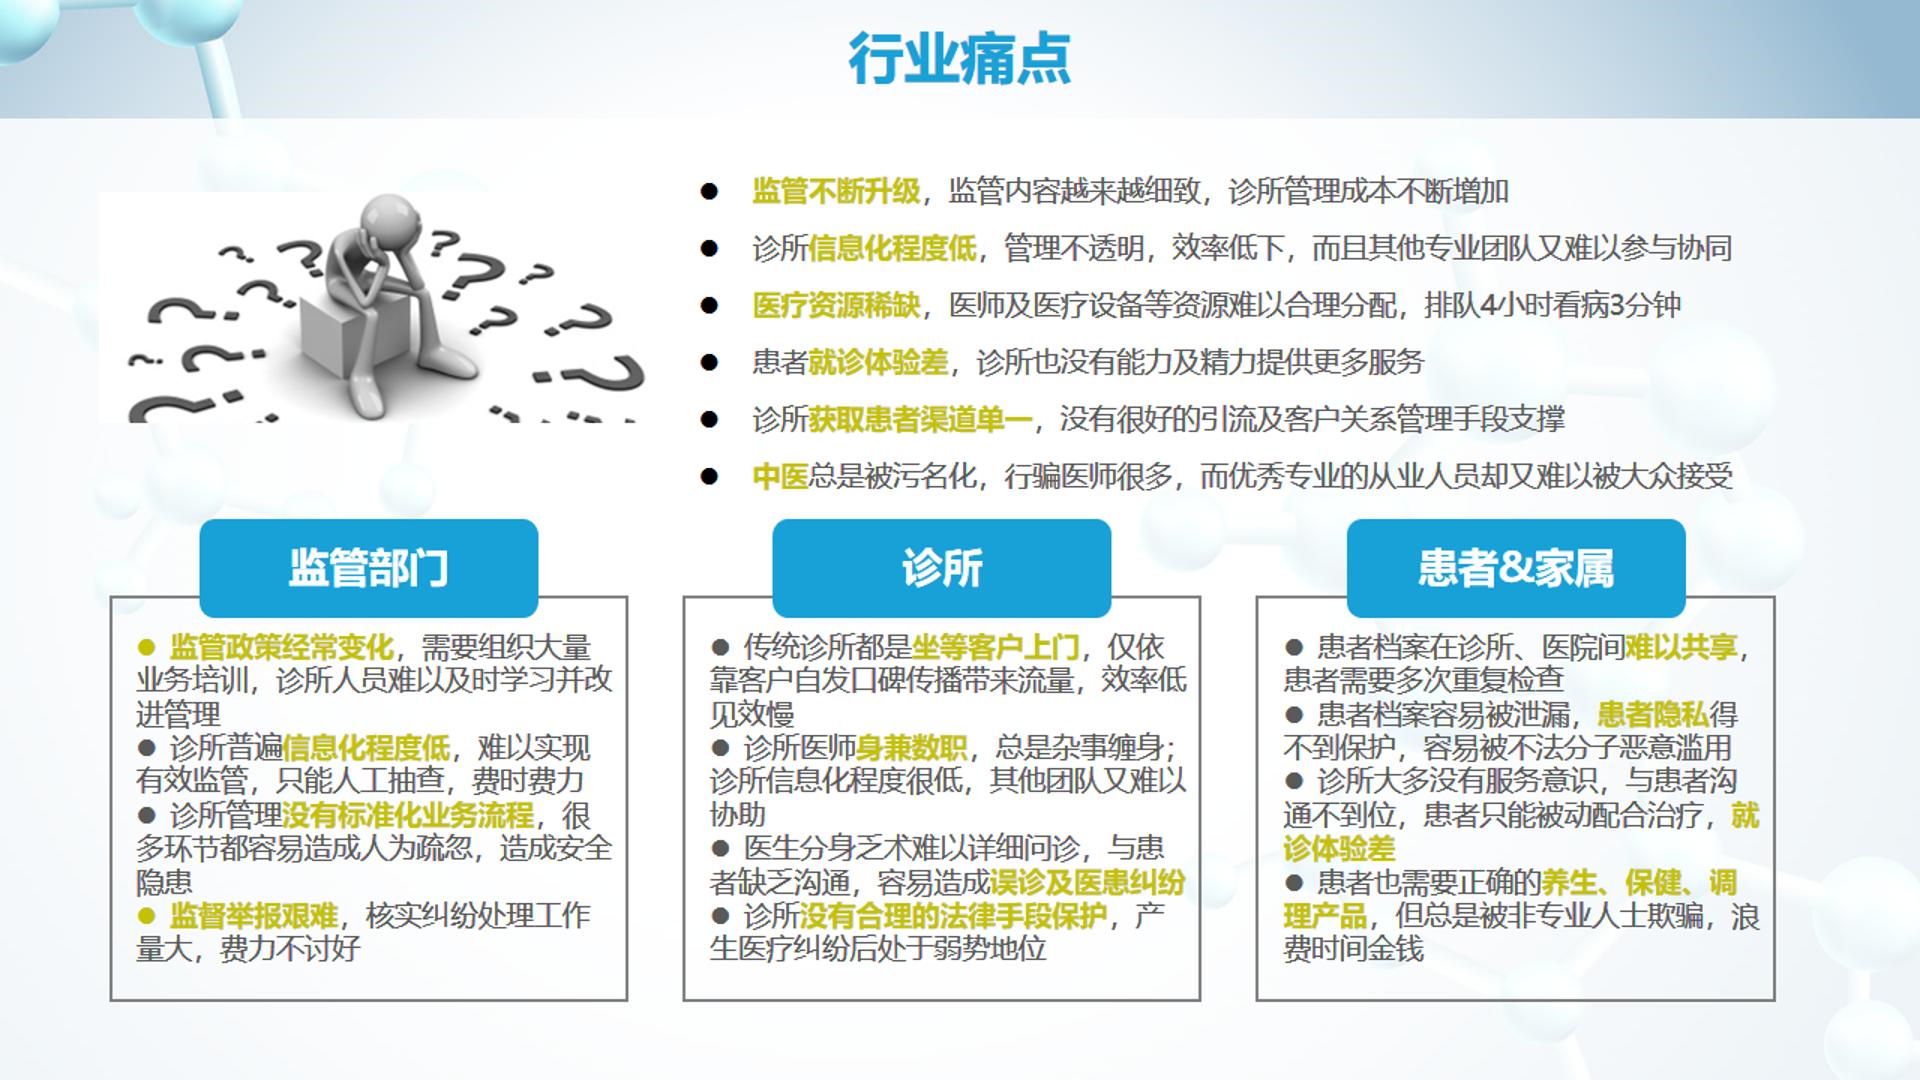 行业痛点
● 监管不断升级，监管内容越来越细致，诊所管理成本不断增加
● 诊所信息化程度低，管理不透明，效率低下，而且其他专业团队又难以参与协同
● 医疗资源稀缺，医师及医疗设备等资源难以合理分配，排队4小时看病3分钟
● 患者就诊体验差，诊所也没有能力及精力提供更多服务
● 诊所获取患者渠道单一，没有很好的引流及客户关系管理手段支撑
● 中医总是被污名化，行骗医师很多，而优秀专业的从业人员却又难以被大众接受
监管部门
● 监管政策经常变化，需要组织大量
业务培训，诊所人员难以及时学习并改
进管理
● 诊所普遍信息化程度低，难以实现
有效监管，只能人工抽查，费时费力
● 诊所管理没有标准化业务流程，很
多环节都容易造成人为疏忽，造成安全
隐患
● 监督举报艰难，核实纠纷处理工作
量大，费力不讨好
诊所
● 传统诊所都是坐等客户上门，仅依
靠客户自发口碑传播带来流量，效率低
见效慢
● 诊所医师身兼数职，总是杂事缠身；
诊所信息化程度很低，其他团队又难以
协助
● 医生分身乏术难以详细问诊，与患
者缺乏沟通，容易造成误诊及医患纠纷
● 诊所没有合理的法律手段保护，产
生医疗纠纷后处于弱势地位
患者&家属
● 患者档案在诊所、医院间难以共享，
患者需要多次重复检查
● 患者档案容易被泄漏，患者隐私得
不到保护，容易被不法分子恶意滥用
● 诊所大多没有服务意识，与患者沟
通不到位，患者只能被动配合治疗，就
诊体验差
● 患者也需要正确的养生、保健、调
理产品，但总是被非专业人士欺骗，浪
费时间金钱